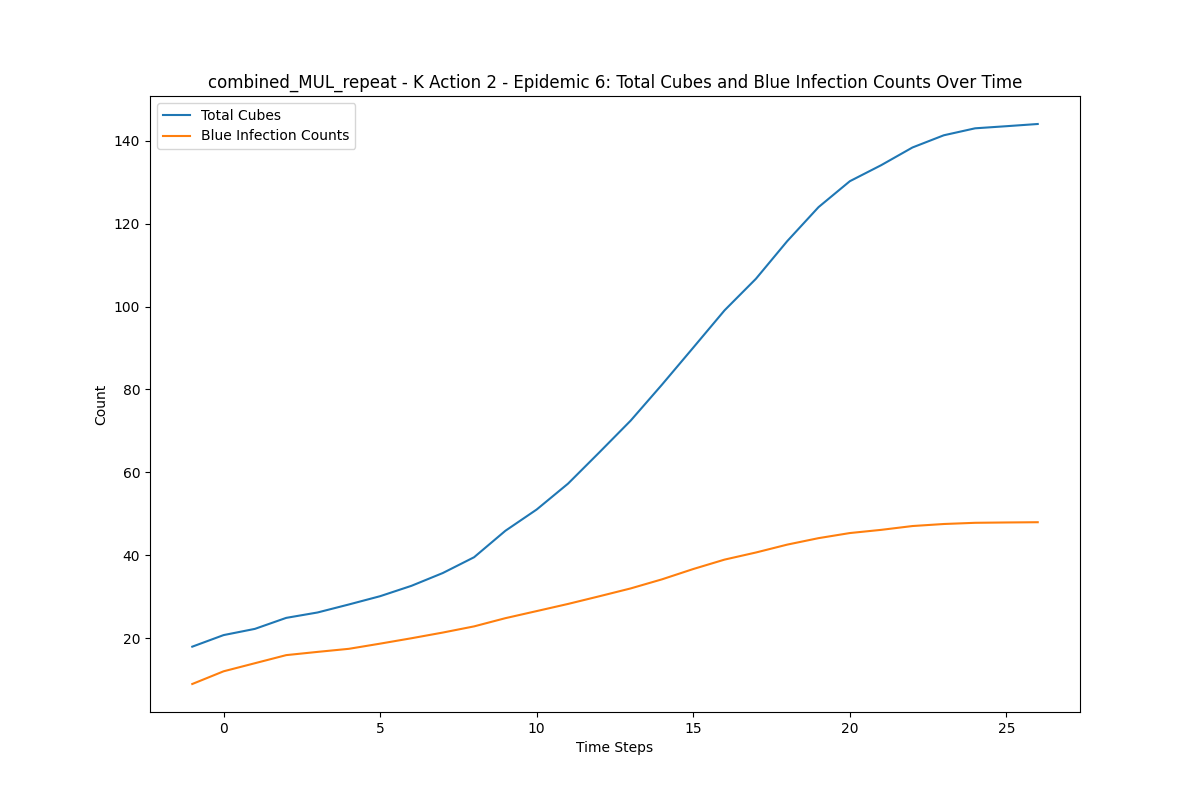 combined_MUL_repeat - K Action 2 - Epidemic 6: Total Cubes and Blue Infection Counts Over Time
Total Cubes
Blue Infection Counts
140
120
100
80
60
40
20
Count
0 5 10 15 20 25
Time Steps